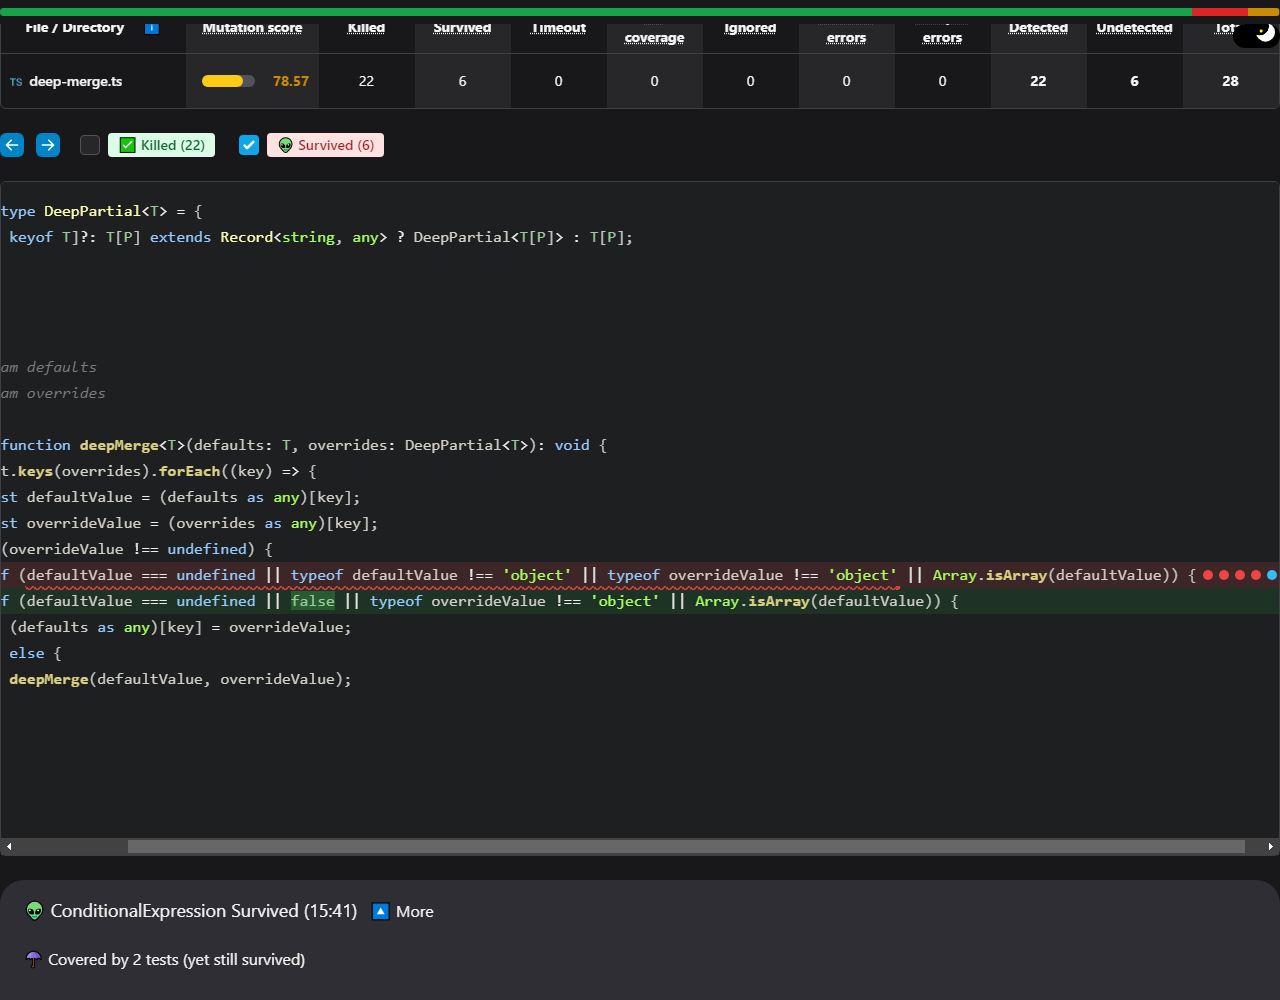 File / Directory Mutation score Killed Survived Timeout coverage Ignored errors errors Detected Undetected
TS deep-merge.ts 78.57 22 6 0 0 0 0 0 22 6 28
Killed (22) Survived (6)
type DeepPartial<T> = {
keyof T]?: T[P] extends Record<string, any> ? DeepPartial<T[P]> : T[P];
am defaults
am overrides
function deepMerge<T>(defaults: T, overrides: DeepPartial<T>): void {
t.keys(overrides).forEach((key) => {
st defaultValue = (defaults as any)[key];
st overrideValue = (overrides as any)[key];
(overrideValue !== undefined) {
f (defaultValue === undefined || typeof defaultValue !== 'object' || typeof overrideValue !== 'object' || Array.isArray(defaultValue)) {
f (defaultValue === undefined || false || typeof overrideValue !== 'object' || Array.isArray(defaultValue)) {
(defaults as any)[key] = overrideValue;
else {
deepMerge(defaultValue, overrideValue);
ConditionalExpression Survived (15:41) More
Covered by 2 tests (yet still survived)